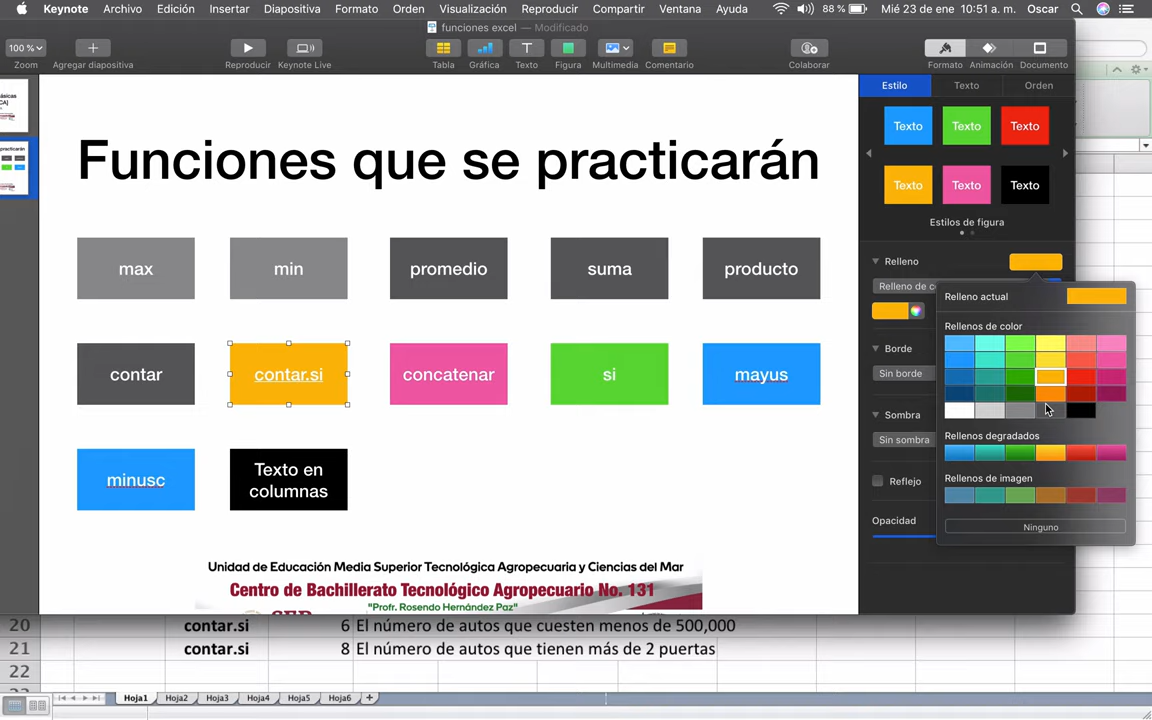 Keynote Archivo Edición Insertar Diapositiva Formato Orden Visualización Reproducir Compartir Ventana Ayuda 88 % Mié 23 de ene 10:51 a. m. Oscar
funciones excel — Modificado
100 %
Zoom Agregar diapositiva Reproducir Keynote Live Tabla Gráfica Texto Figura Multimedia Comentario Colaborar Formato Animación Documento
Estilo Texto Orden
Texto Texto Texto
Texto Texto Texto
Estilos de figura
Relleno
Relleno de co
Relleno actual
Rellenos de color
Borde
Sin borde
Sombra
Sin sombra
Rellenos degradados
Reflejo
Rellenos de imagen
Opacidad
Ninguno
Funciones que se practicarán
max min promedio suma producto
contar contar.si concatenar si mayus
minusc Texto en columnas
Unidad de Educación Media Superior Tecnológica Agropecuaria y Ciencias del Mar
Centro de Bachillerato Tecnológico Agropecuario No. 131
"Profr. Rosendo Hernández Paz"
20 contar.si 6 El número de autos que cuesten menos de 500,000
21 contar.si 8 El número de autos que tienen más de 2 puertas
22
Hoja1 Hoja2 Hoja3 Hoja4 Hoja5 Hoja6 +